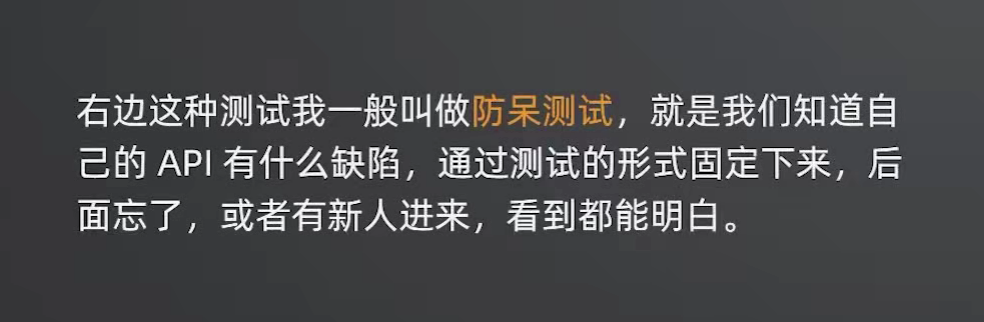 右边这种测试我一般叫做防呆测试，就是我们知道自
己的 API 有什么缺陷，通过测试的形式固定下来，后
面忘了，或者有新人进来，看到都能明白。